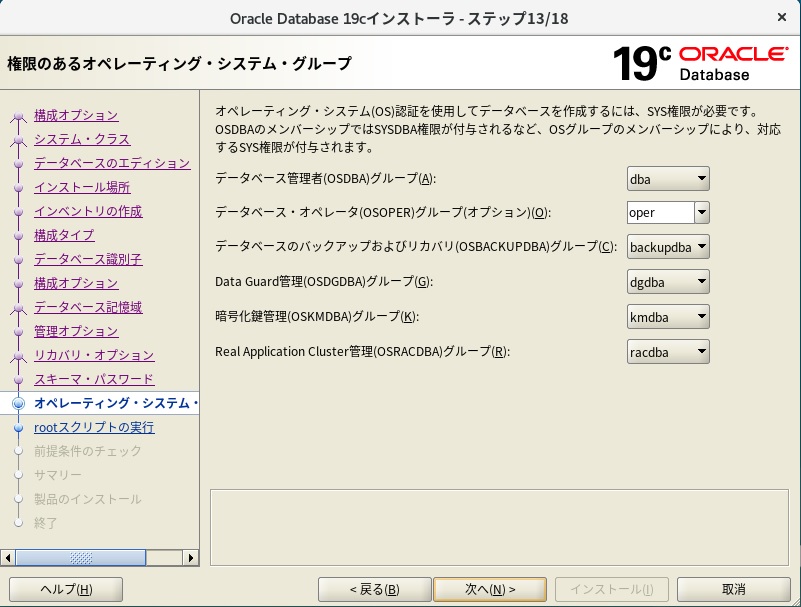 Oracle Database 19cインストーラ - ステップ13/18
×
権限のあるオペレーティング・システム・グループ
19c ORACLE
Database
構成オプション
システム・クラス
データベースのエディション
インストール場所
インベントリの作成
構成タイプ
データベース識別子
構成オプション
データベース記憶域
管理オプション
リカバリ・オプション
スキーマ・パスワード
オペレーティング・システム・
rootスクリプトの実行
前提条件のチェック
サマリー
製品のインストール
終了
オペレーティング・システム(OS)認証を使用してデータベースを作成するには、SYS権限が必要です。
OSDBAのメンバーシップではSYSDBA権限が付与されるなど、OSグループのメンバーシップにより、対応
するSYS権限が付与されます。
データベース管理者(OSDBA)グループ(A): dba
データベース・オペレータ(OSOPER)グループ(オプション)(O): oper
データベースのバックアップおよびリカバリ(OSBACKUPDBA)グループ(C): backupdba
Data Guard管理(OSDGDBA)グループ(G): dgdba
暗号化鍵管理(OSKMDBA)グループ(K): kmdba
Real Application Cluster管理(OSRACDBA)グループ(R): racdba
ヘルプ(H) < 戻る(B) 次へ(N) > インストール(I) 取消